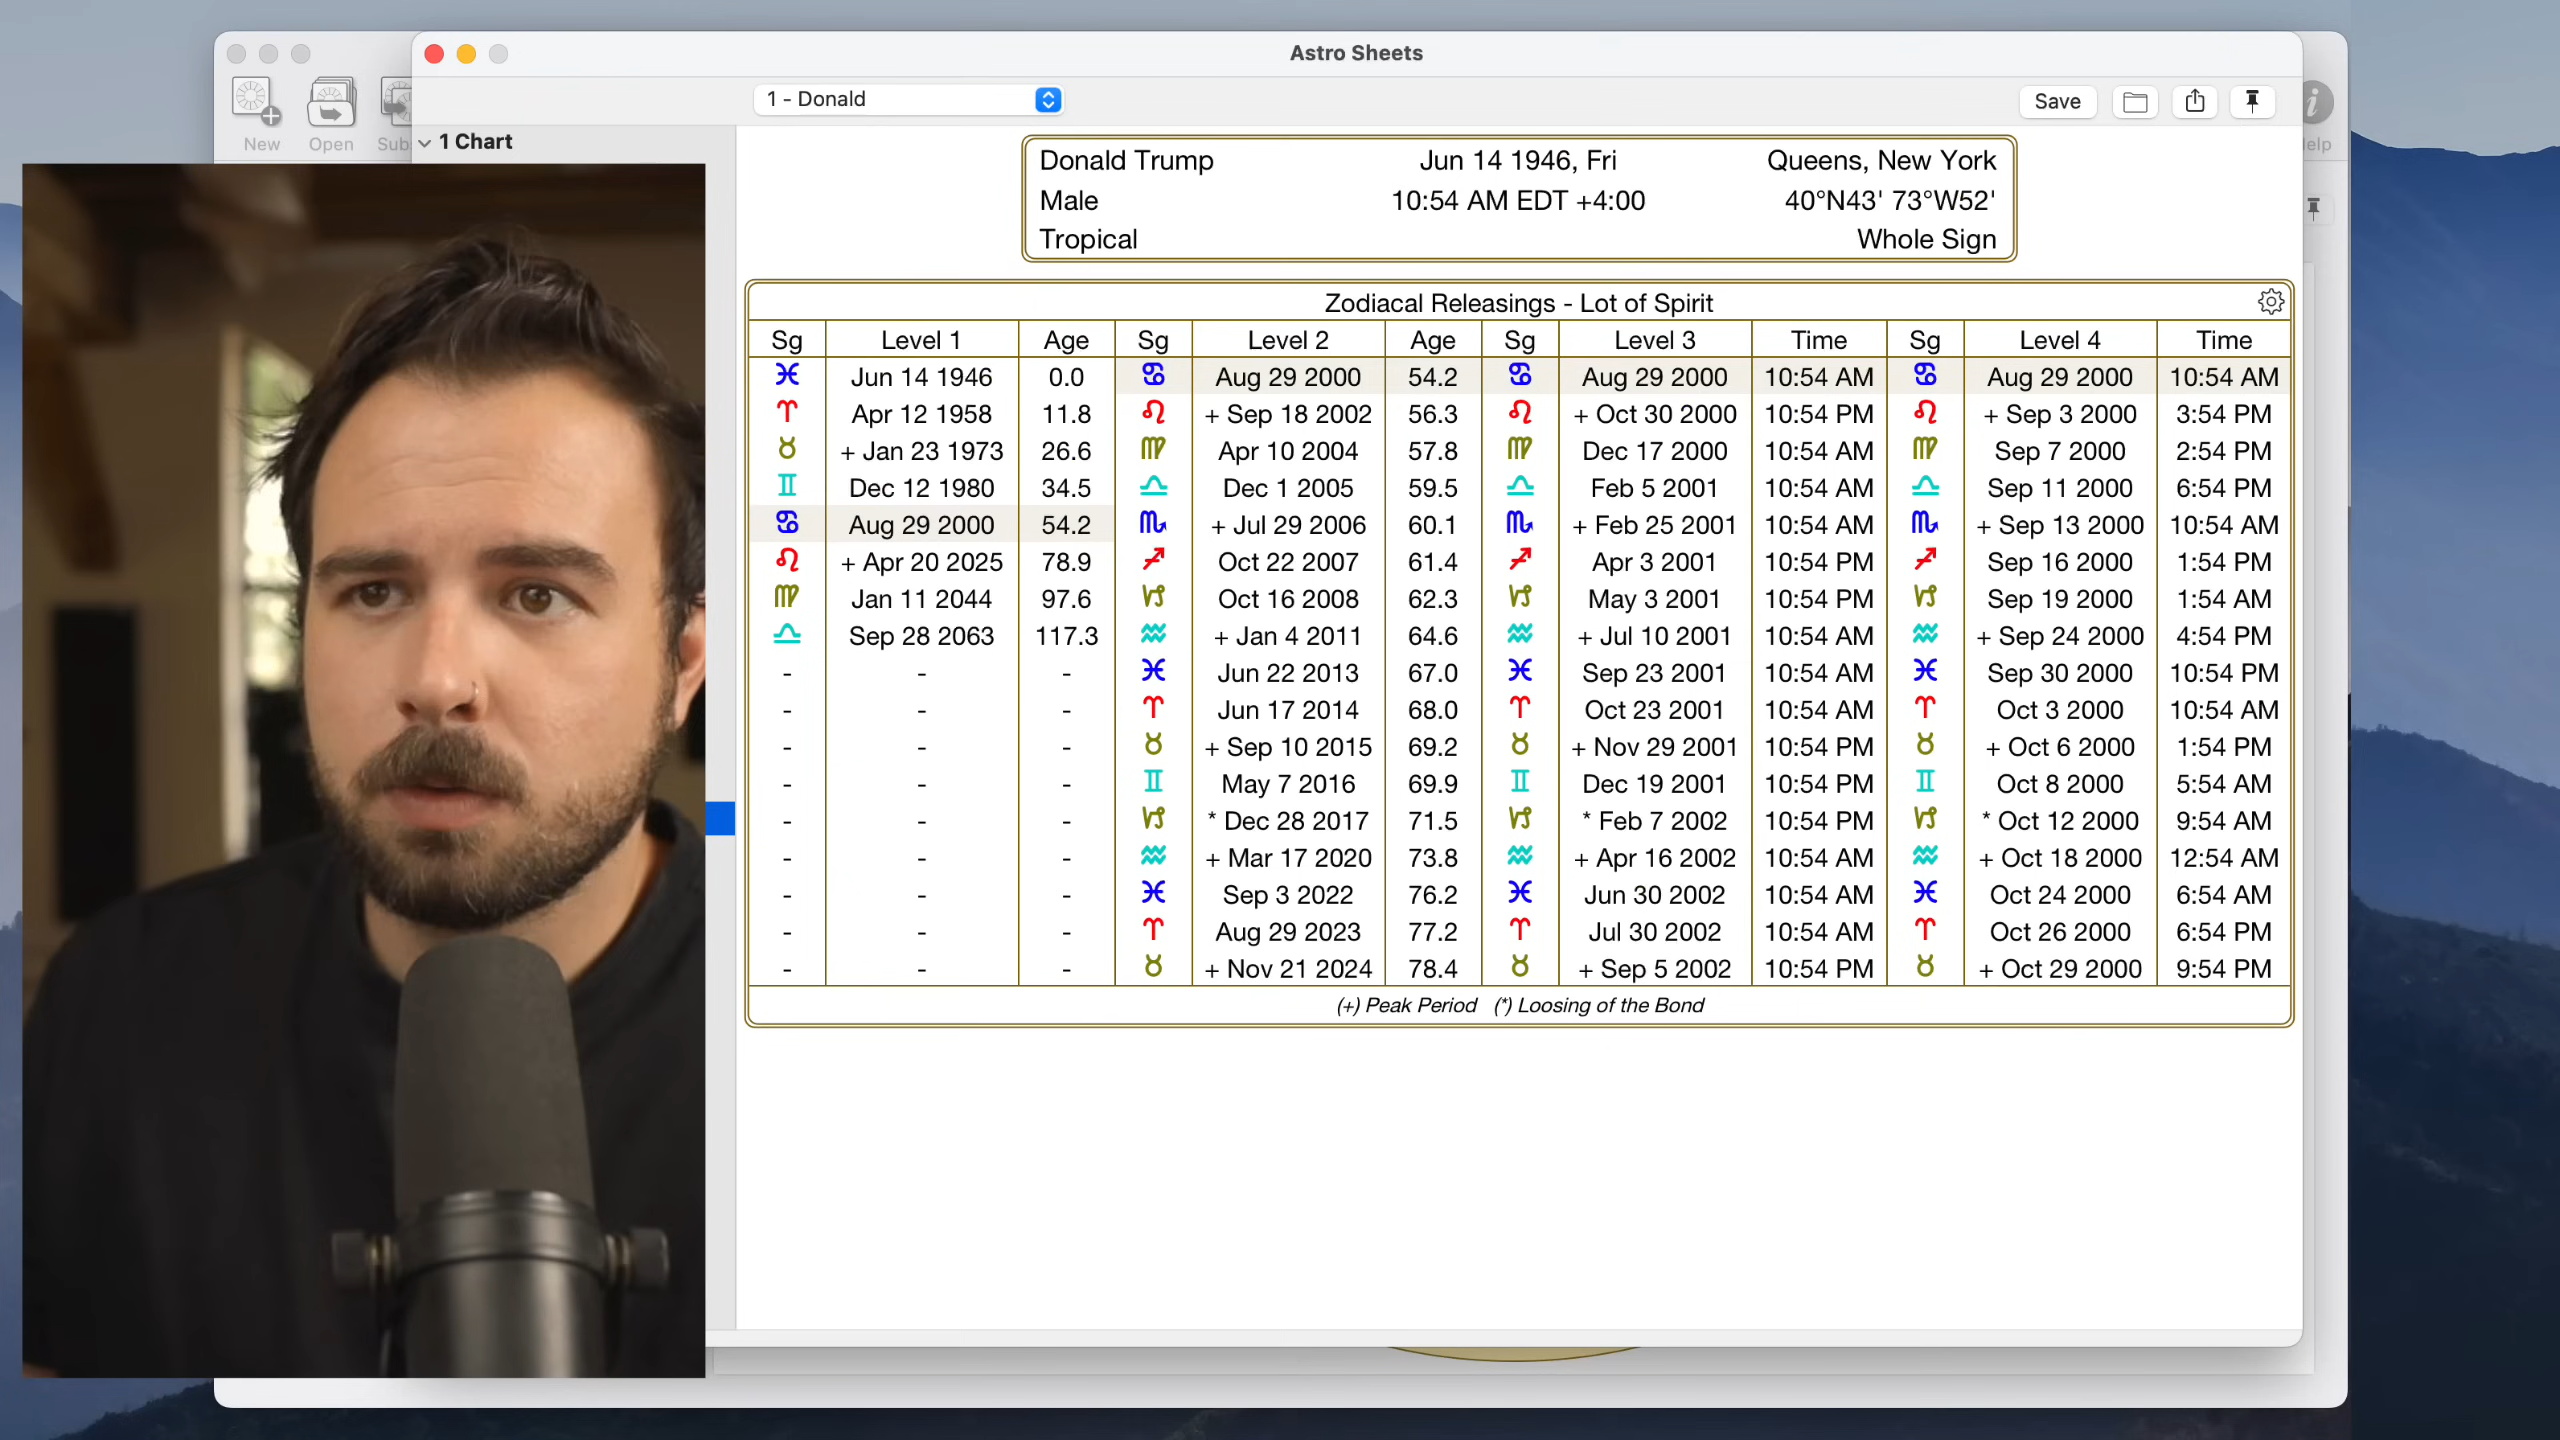 Astro Sheets
1 - Donald
Save
New
Open
Sub
1 Chart
elp
Donald Trump Jun 14 1946, Fri Queens, New York
Male 10:54 AM EDT +4:00 40°N43' 73°W52'
Tropical Whole Sign
Zodiacal Releasings - Lot of Spirit
Sg Level 1 Age Sg Level 2 Age Sg Level 3 Time Sg Level 4 Time
♓ Jun 14 1946 0.0 ♋ Aug 29 2000 54.2 ♋ Aug 29 2000 10:54 AM ♋ Aug 29 2000 10:54 AM
♈ Apr 12 1958 11.8 ♌ + Sep 18 2002 56.3 ♌ + Oct 30 2000 10:54 PM ♌ + Sep 3 2000 3:54 PM
♉ + Jan 23 1973 26.6 ♍ Apr 10 2004 57.8 ♍ Dec 17 2000 10:54 AM ♍ Sep 7 2000 2:54 PM
♊ Dec 12 1980 34.5 ♎ Dec 1 2005 59.5 ♎ Feb 5 2001 10:54 AM ♎ Sep 11 2000 6:54 PM
♋ Aug 29 2000 54.2 ♏ + Jul 29 2006 60.1 ♏ + Feb 25 2001 10:54 AM ♏ + Sep 13 2000 10:54 AM
♌ + Apr 20 2025 78.9 ♐ Oct 22 2007 61.4 ♐ Apr 3 2001 10:54 PM ♐ Sep 16 2000 1:54 PM
♍ Jan 11 2044 97.6 ♑ Oct 16 2008 62.3 ♑ May 3 2001 10:54 PM ♑ Sep 19 2000 1:54 AM
♎ Sep 28 2063 117.3 ♒ + Jan 4 2011 64.6 ♒ + Jul 10 2001 10:54 AM ♒ + Sep 24 2000 4:54 PM
- - - ♓ Jun 22 2013 67.0 ♓ Sep 23 2001 10:54 AM ♓ Sep 30 2000 10:54 PM
- - - ♈ Jun 17 2014 68.0 ♈ Oct 23 2001 10:54 AM ♈ Oct 3 2000 10:54 AM
- - - ♉ + Sep 10 2015 69.2 ♉ + Nov 29 2001 10:54 PM ♉ + Oct 6 2000 1:54 PM
- - - ♊ May 7 2016 69.9 ♊ Dec 19 2001 10:54 PM ♊ Oct 8 2000 5:54 AM
- - - ♑ * Dec 28 2017 71.5 ♑ * Feb 7 2002 10:54 PM ♑ * Oct 12 2000 9:54 AM
- - - ♒ + Mar 17 2020 73.8 ♒ + Apr 16 2002 10:54 AM ♒ + Oct 18 2000 12:54 AM
- - - ♓ Sep 3 2022 76.2 ♓ Jun 30 2002 10:54 AM ♓ Oct 24 2000 6:54 AM
- - - ♈ Aug 29 2023 77.2 ♈ Jul 30 2002 10:54 AM ♈ Oct 26 2000 6:54 PM
- - - ♉ + Nov 21 2024 78.4 ♉ + Sep 5 2002 10:54 PM ♉ + Oct 29 2000 9:54 PM
(+) Peak Period (*) Loosing of the Bond